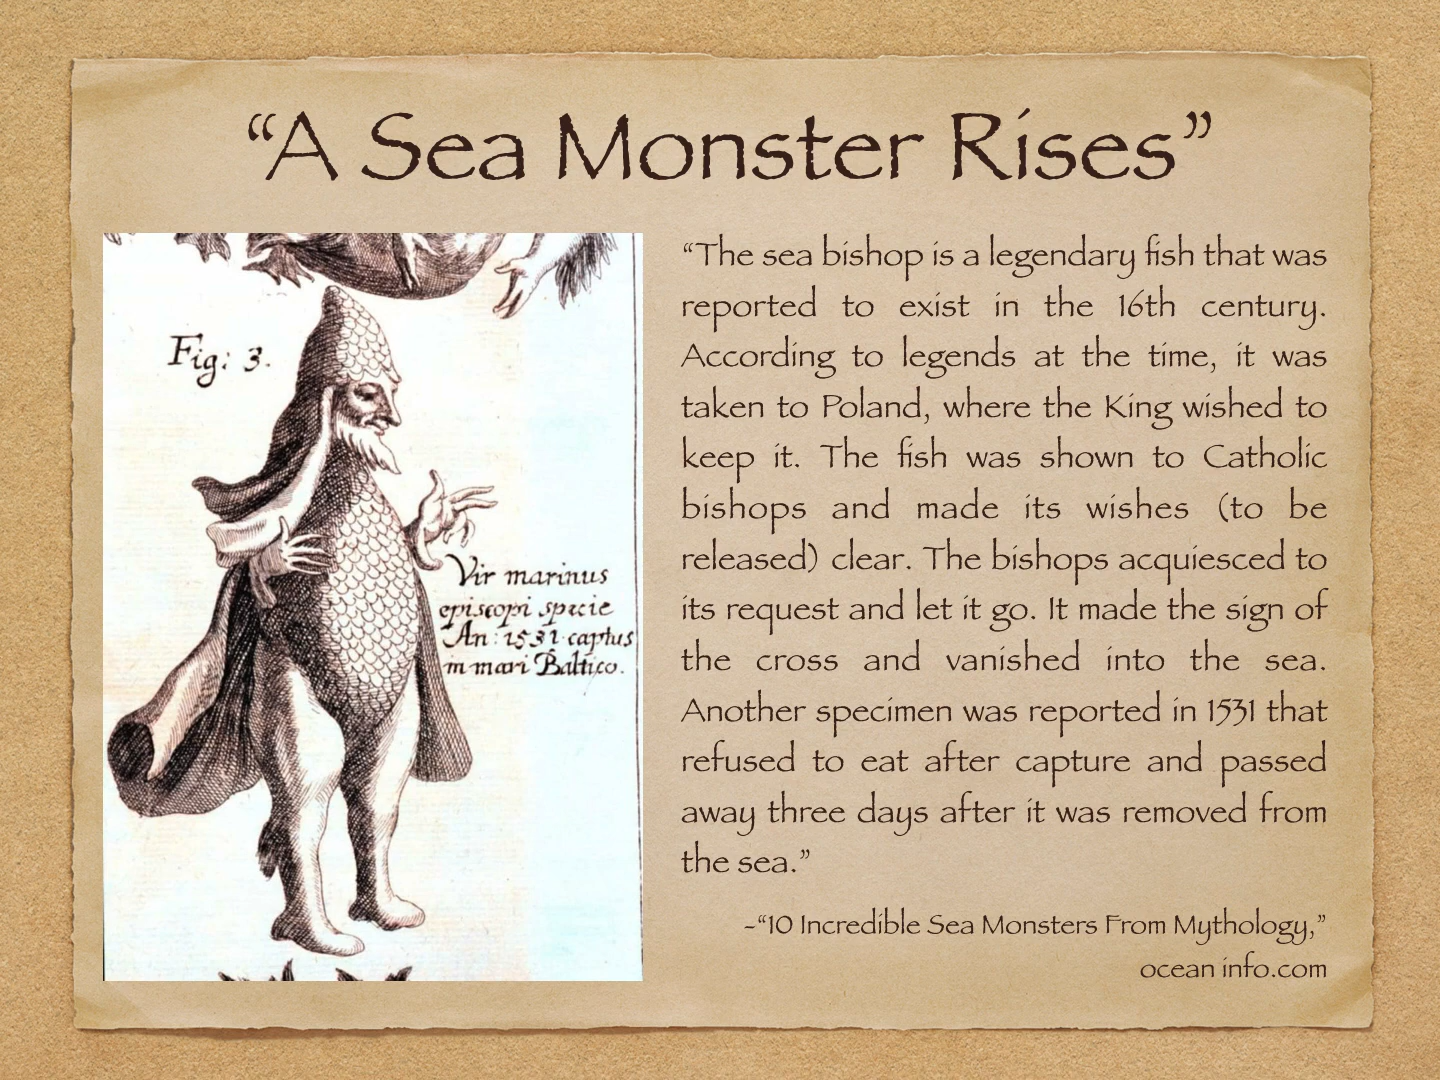 “A Sea Monster Rises”
Fig: 3.
Vir marinus
episcopi specie
An: 1531 captus
in mari Baltico.
“The sea bishop is a legendary fish that was
reported to exist in the 16th century.
According to legends at the time, it was
taken to Poland, where the King wished to
keep it. The fish was shown to Catholic
bishops and made its wishes (to be
released) clear. The bishops acquiesced to
its request and let it go. It made the sign of
the cross and vanished into the sea.
Another specimen was reported in 1531 that
refused to eat after capture and passed
away three days after it was removed from
the sea.”
-“10 Incredible Sea Monsters From Mythology,”
ocean info.com